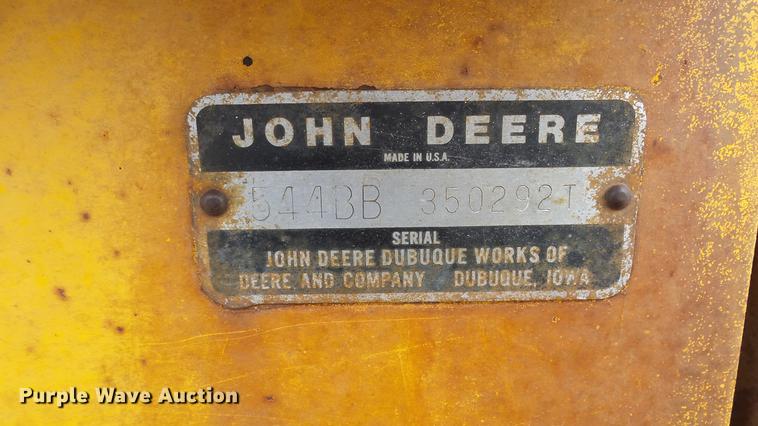 JOHN DEERE
MADE IN U.S.A.
544BB 350292T
SERIAL
JOHN DEERE DUBUQUE WORKS OF
DEERE AND COMPANY DUBUQUE, IOWA
Purple Wave Auction